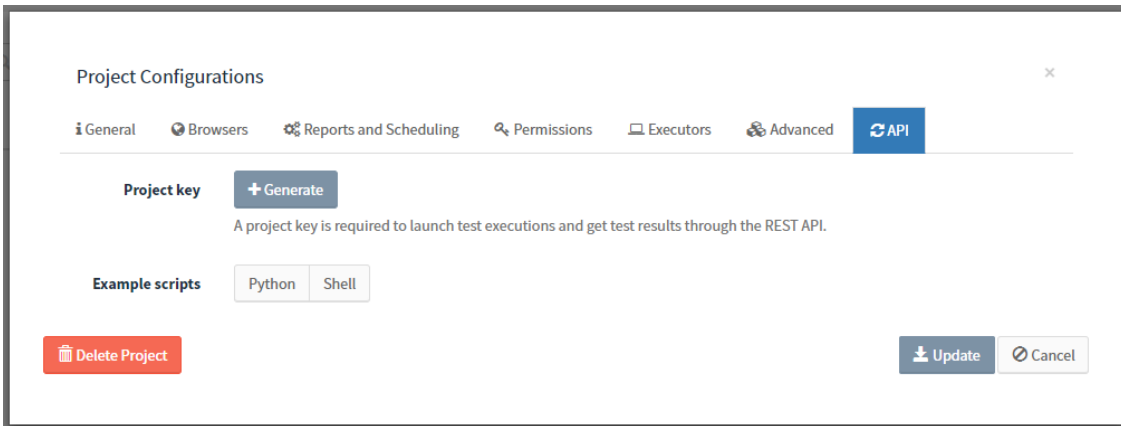 Project Configurations
×
General Browsers Reports and Scheduling Permissions Executors Advanced API
Project key + Generate
A project key is required to launch test executions and get test results through the REST API.
Example scripts Python Shell
Delete Project Update Cancel